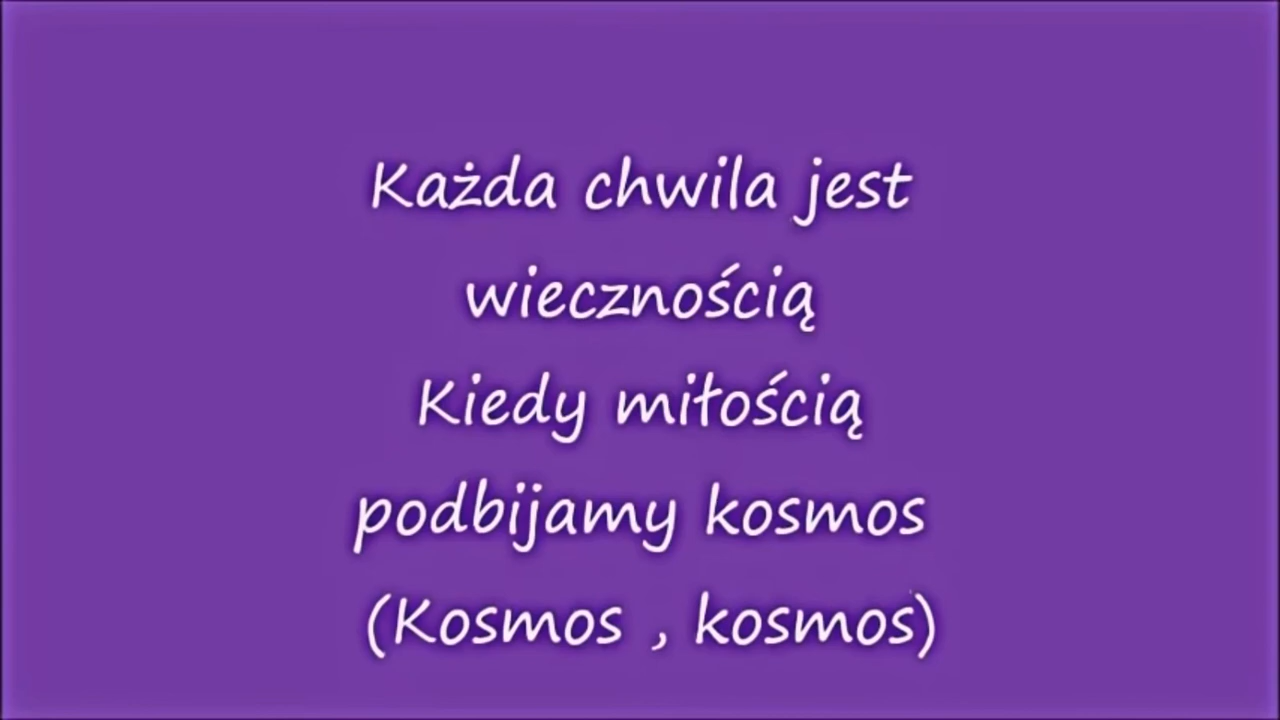 Każda chwila jest
wiecznością
Kiedy miłością
podbijamy kosmos
(Kosmos , kosmos)